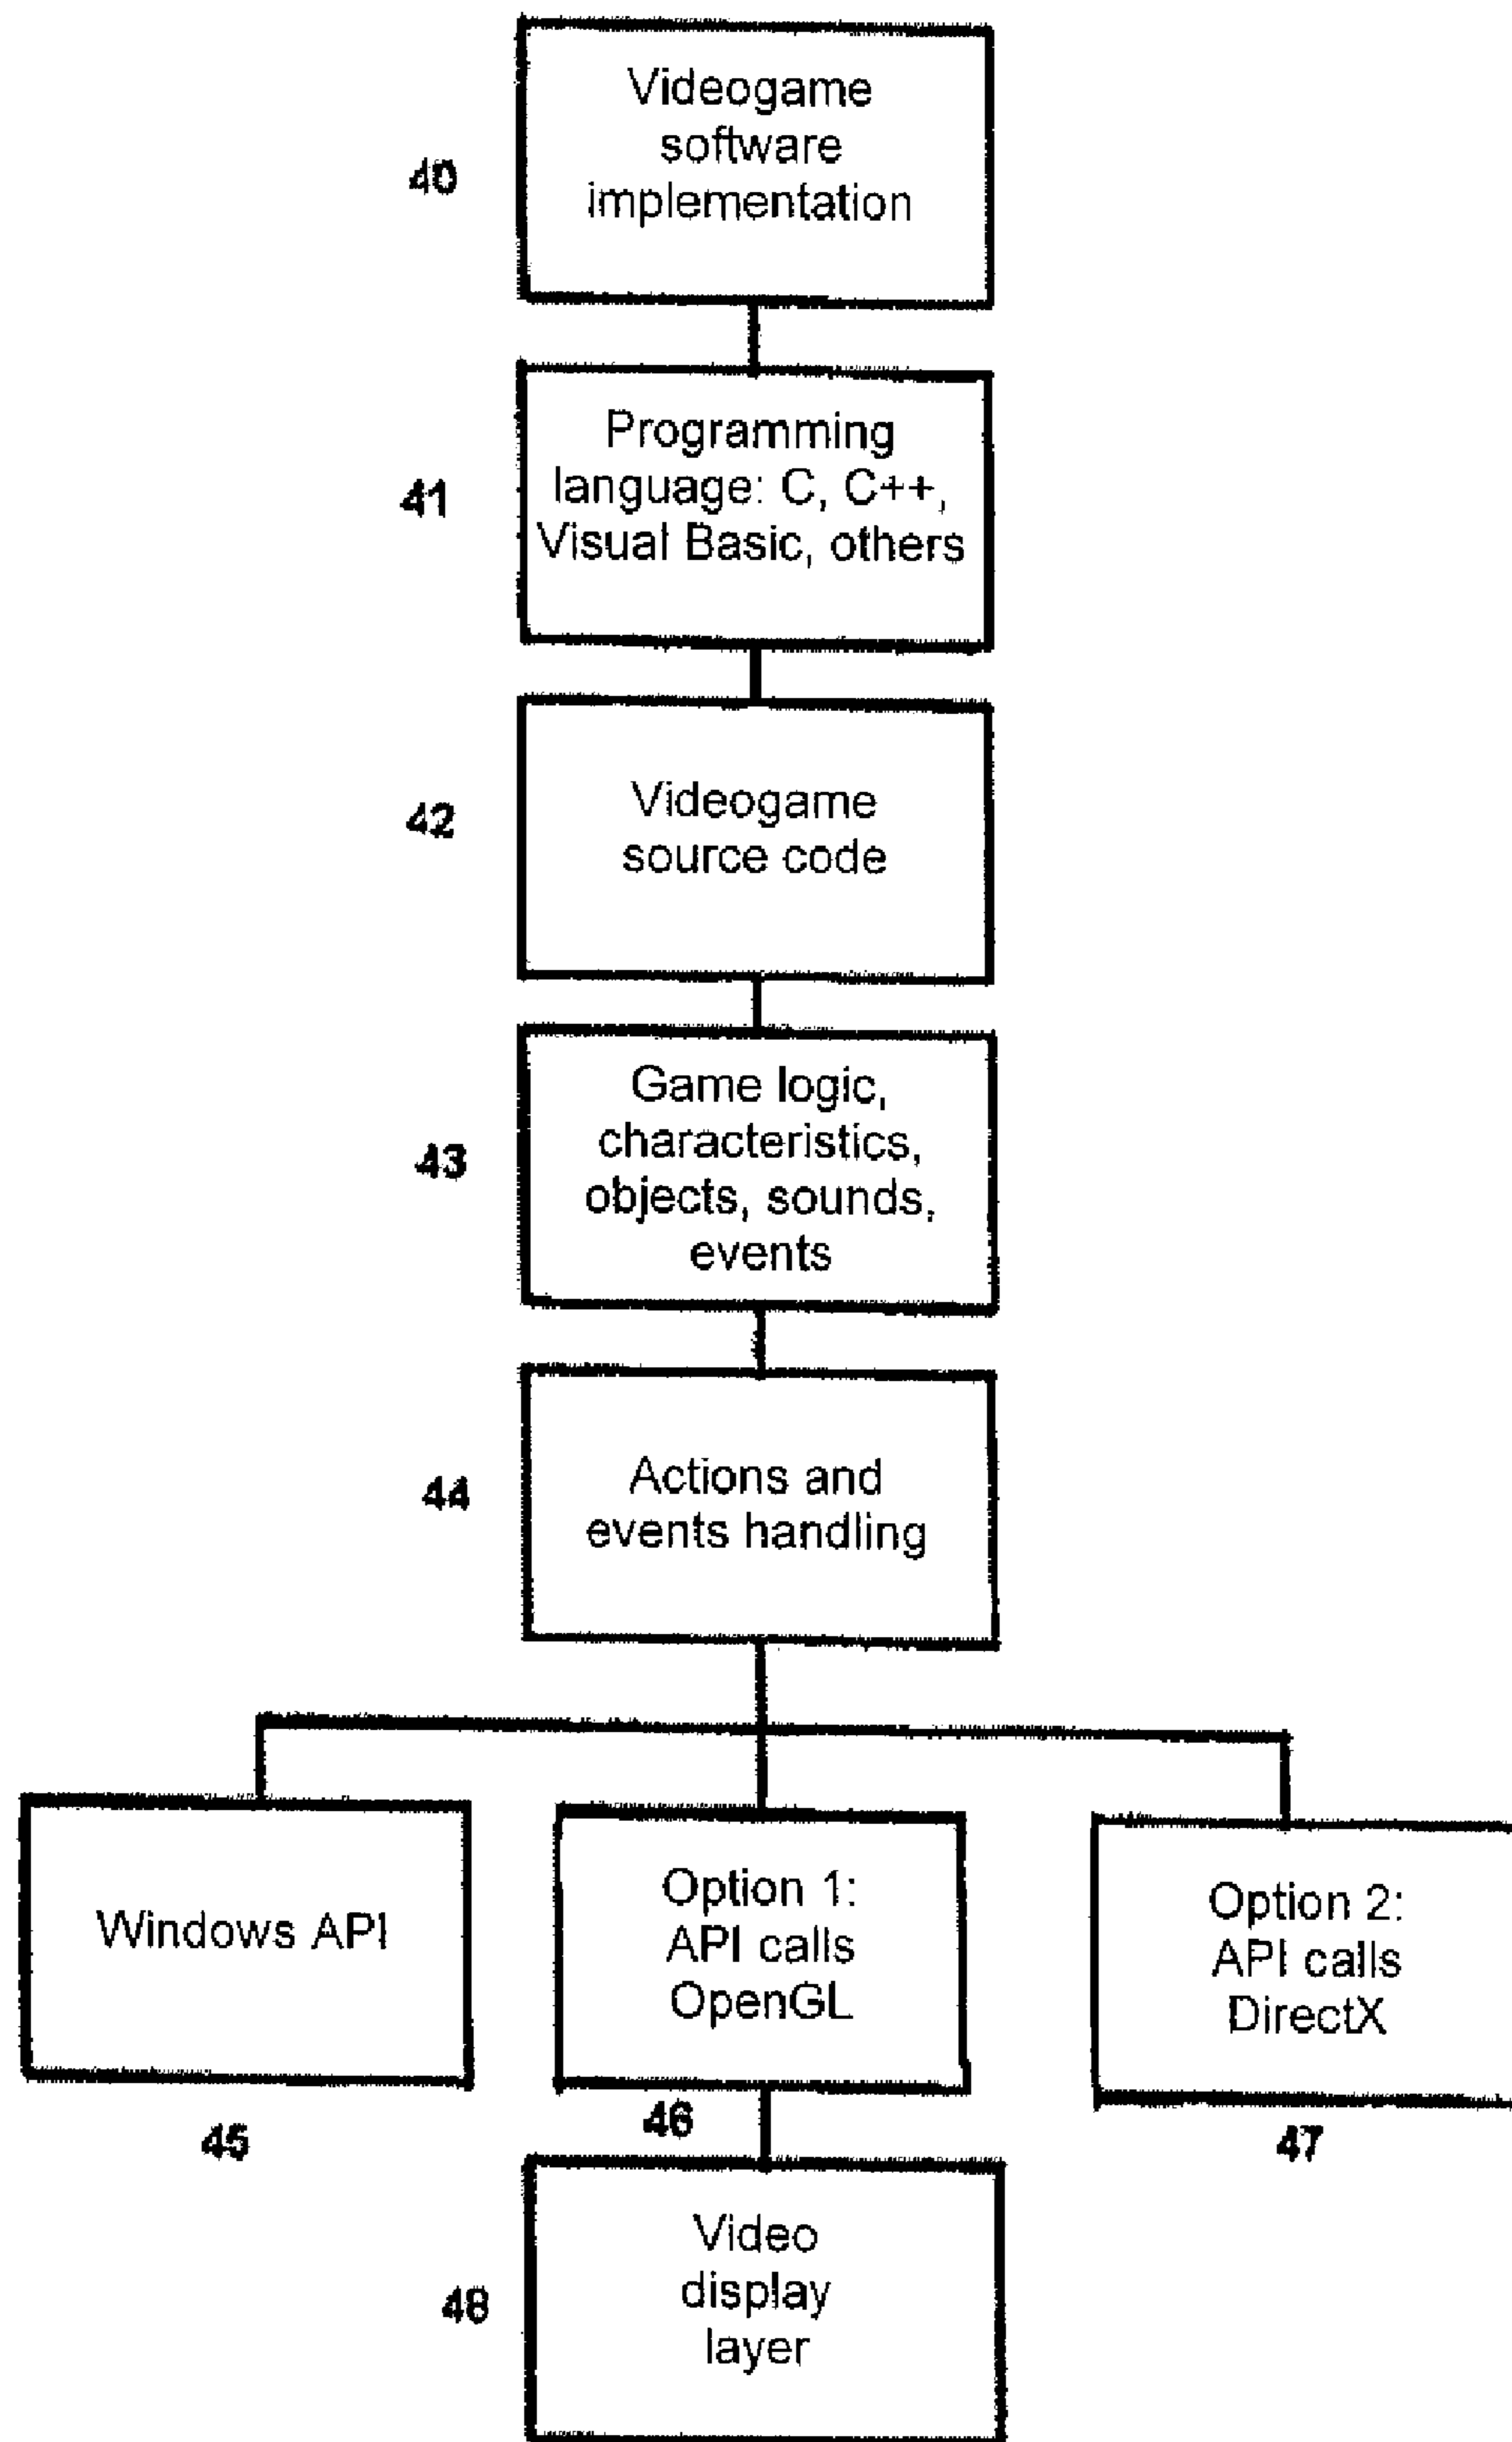 Videogame
software
implementation
40
Programming
language: C, C++,
Visual Basic, others
41
Videogame
source code
42
Game logic,
characteristics,
objects, sounds,
events
43
Actions and
events handling
44
Windows API
45
Option 1:
API calls
OpenGL
46
Option 2:
API calls
DirectX
47
Video
display
layer
48